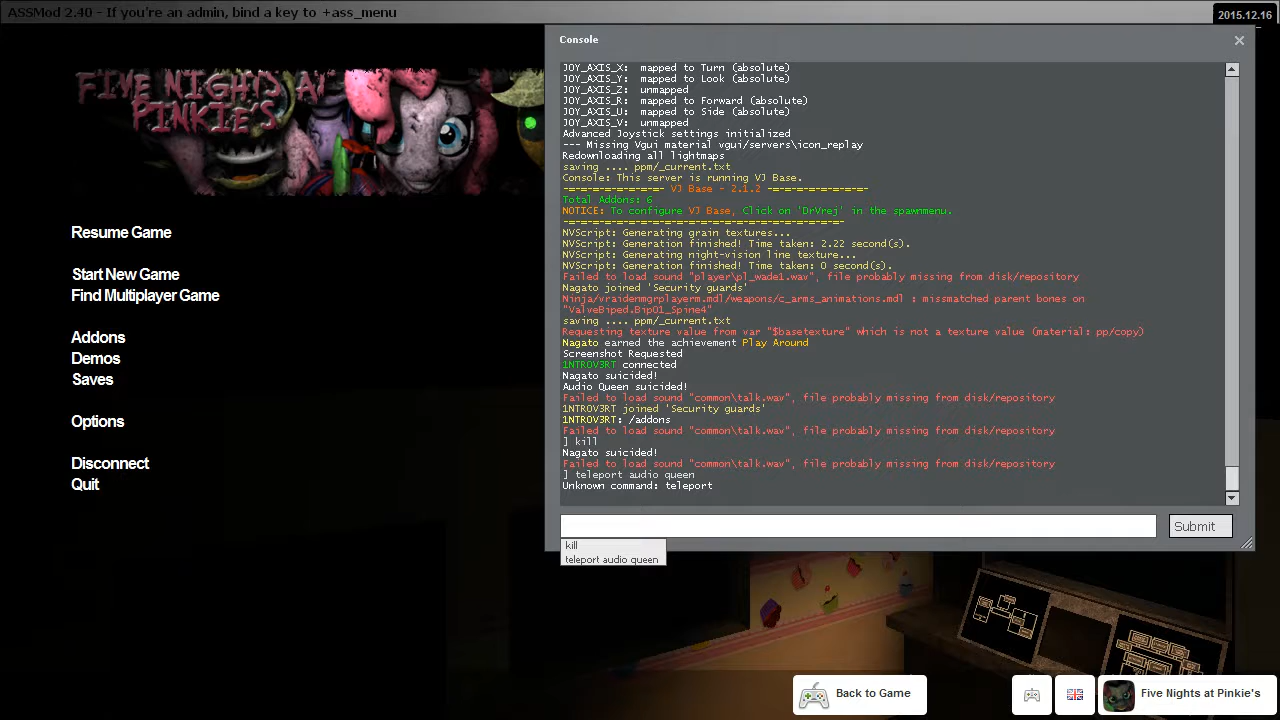 ASSMod 2.40 - If you're an admin, bind a key to +ass_menu
2015.12.16
FIVE NIGHTS AT
PINKIE'S
Resume Game
Start New Game
Find Multiplayer Game
Addons
Demos
Saves
Options
Disconnect
Quit
Console
JOY_AXIS_X:  mapped to Turn (absolute)
JOY_AXIS_Y:  mapped to Look (absolute)
JOY_AXIS_Z:  unmapped
JOY_AXIS_R:  mapped to Forward (absolute)
JOY_AXIS_U:  mapped to Side (absolute)
JOY_AXIS_V:  unmapped
Advanced Joystick settings initialized
--- Missing Vgui material vgui/servers\icon_replay
Redownloading all lightmaps
saving .... ppm/_current.txt
Console: This server is running VJ Base.
-=-=-=-=-=-=-=-=- VJ Base - 2.1.2 -=-=-=-=-=-=-=-=-
Total Addons: 6
NOTICE: To configure VJ Base, Click on 'DrVrej' in the spawnmenu.
-=-=-=-=-=-=-=-=-=-=-=-=-=-=-=-=-=-=-=-=-=-=-=-
NVScript: Generating grain textures...
NVScript: Generation finished! Time taken: 2.22 second(s).
NVScript: Generating night-vision line texture...
NVScript: Generation finished! Time taken: 0 second(s).
Failed to load sound "player\pl_wade1.wav", file probably missing from disk/repository
Nagato joined 'Security guards'
Ninja/vraidenmgrplayerm.mdl/weapons/c_arms_animations.mdl : missmatched parent bones on
"ValveBiped.Bip01_Spine4"
saving .... ppm/_current.txt
Requesting texture value from var "$basetexture" which is not a texture value (material: pp/copy)
Nagato earned the achievement Play Around
Screenshot Requested
1NTROV3RT connected
Nagato suicided!
Audio Queen suicided!
Failed to load sound "common\talk.wav", file probably missing from disk/repository
1NTROV3RT joined 'Security guards'
1NTROV3RT: /addons
Failed to load sound "common\talk.wav", file probably missing from disk/repository
] kill
Nagato suicided!
Failed to load sound "common\talk.wav", file probably missing from disk/repository
] teleport audio queen
Unknown command: teleport
Submit
kill
teleport audio queen
Back to Game
Five Nights at Pinkie's